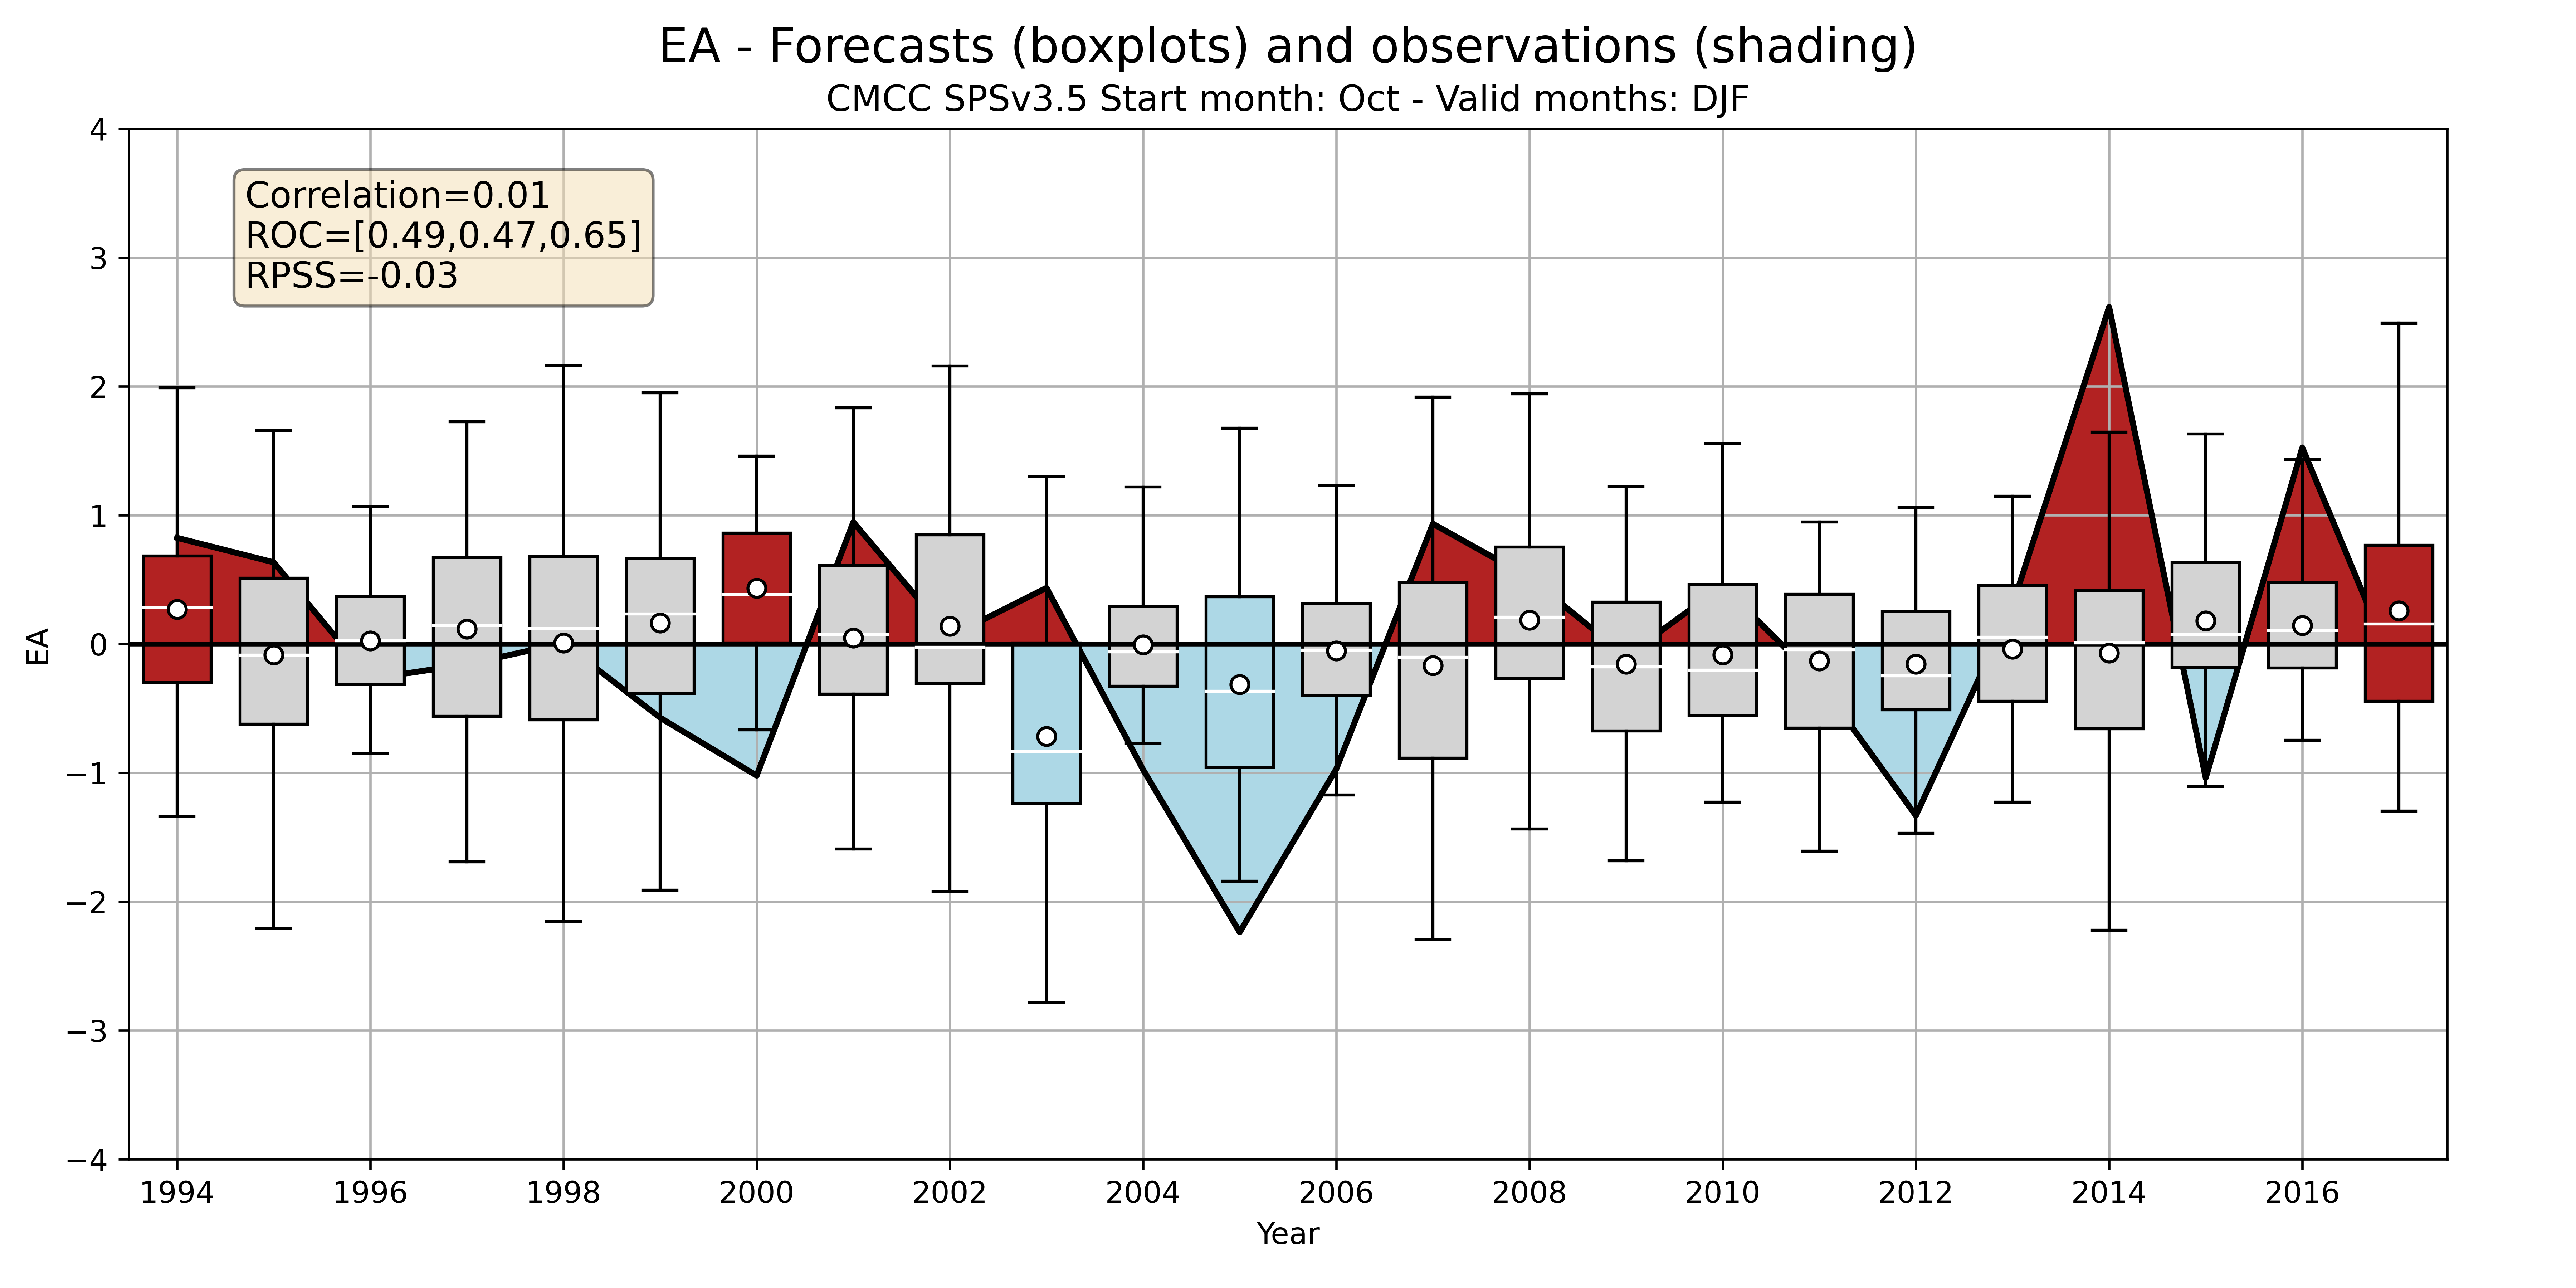 EA - Forecasts (boxplots) and observations (shading)
CMCC SPSv3.5 Start month: Oct - Valid months: DJF
Correlation=0.01
ROC=[0.49,0.47,0.65]
RPSS=-0.03
4
3
2
1
0
−1
−2
−3
−4
EA
1994 1996 1998 2000 2002 2004 2006 2008 2010 2012 2014 2016
Year